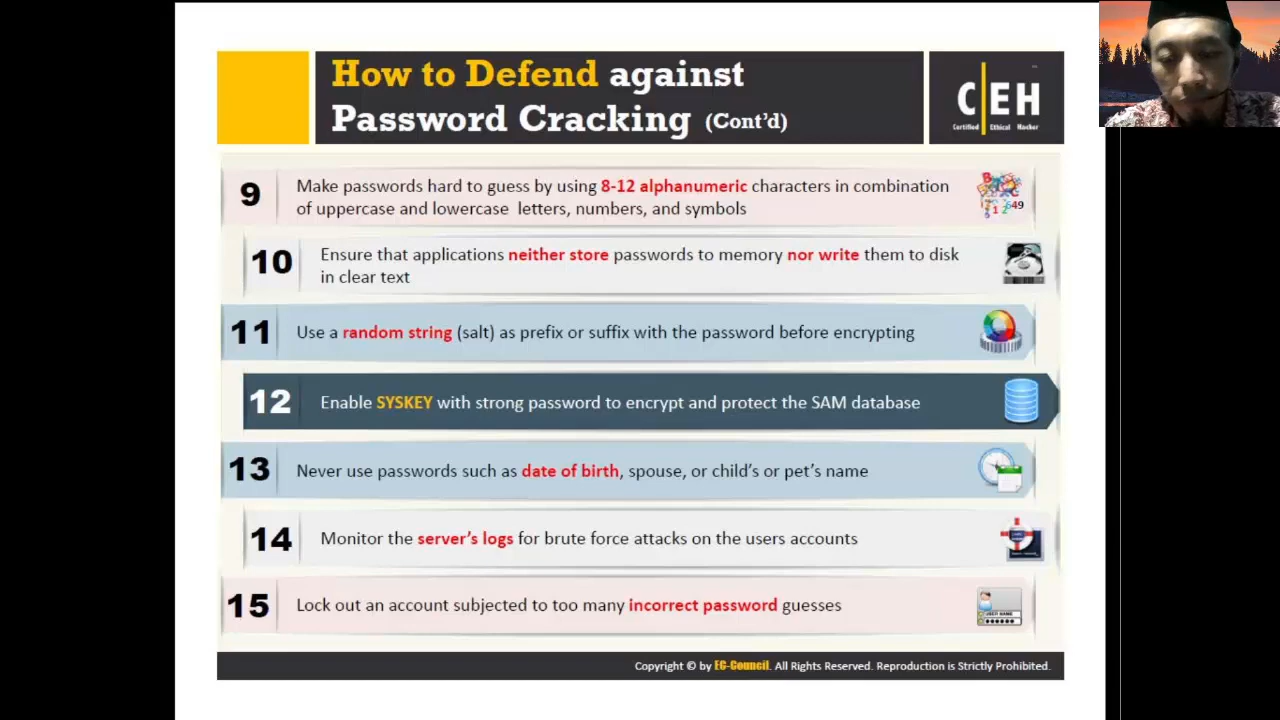 How to Defend against
Password Cracking (Cont'd)
CEH
Certified Ethical Hacker
9
Make passwords hard to guess by using 8-12 alphanumeric characters in combination
of uppercase and lowercase letters, numbers, and symbols
10
Ensure that applications neither store passwords to memory nor write them to disk
in clear text
11
Use a random string (salt) as prefix or suffix with the password before encrypting
12
Enable SYSKEY with strong password to encrypt and protect the SAM database
13
Never use passwords such as date of birth, spouse, or child's or pet's name
14
Monitor the server's logs for brute force attacks on the users accounts
15
Lock out an account subjected to too many incorrect password guesses
Copyright © by EC-Council. All Rights Reserved. Reproduction is Strictly Prohibited.